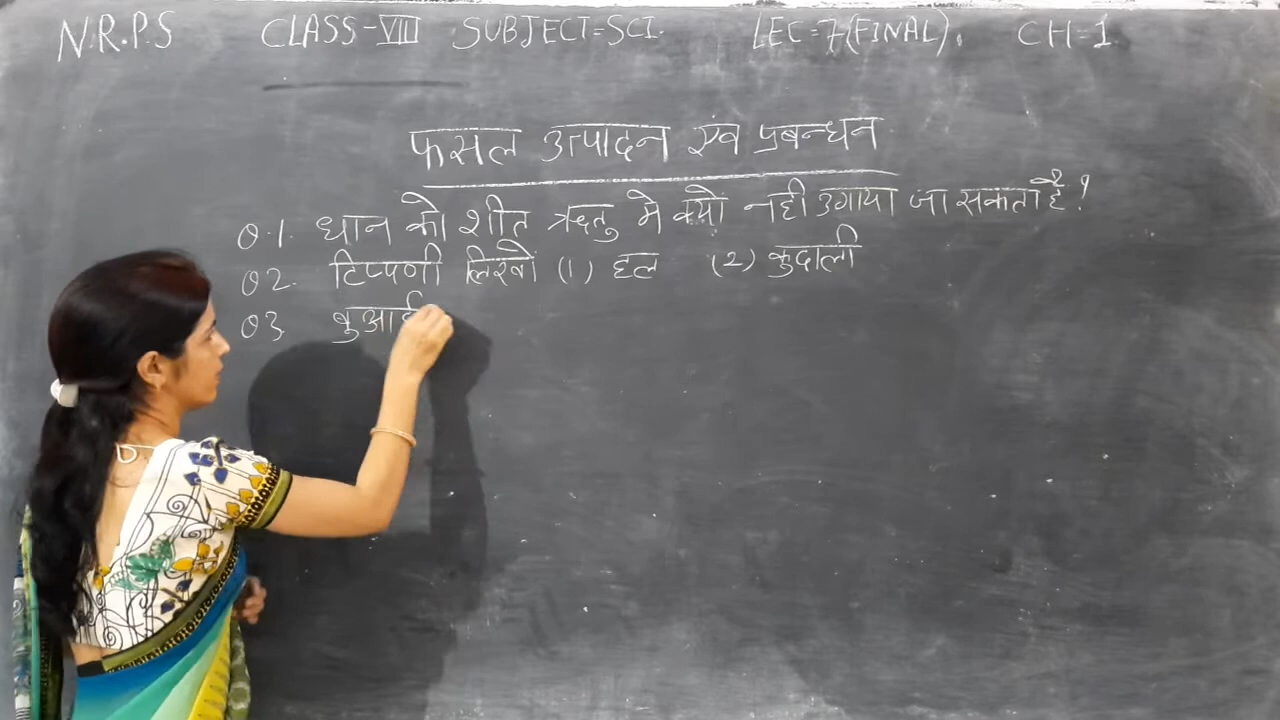 N.R.P.S CLASS-VIII SUBJECT=SCI. LEC=7(FINAL). CH=1
फसल उत्पादन एंव प्रबन्धन
Q.1. धान को शीत ऋतु मे क्यों नही उगाया जा सकता है?
Q2. टिप्पणी लिखों (1) हल (2) कुदाली
Q3. बुआई